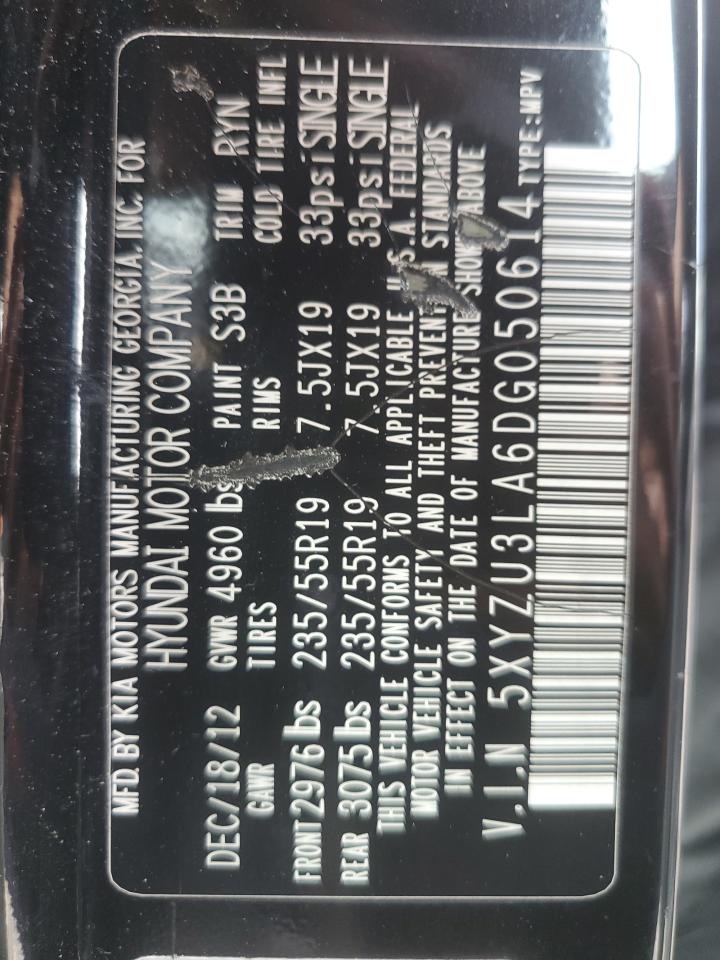 MFD. BY KIA MOTORS MANUFACTURING GEORGIA, INC. FOR
HYUNDAI MOTOR COMPANY
DEC/18/12 GVWR 4960 lbs PAINT S3B TRIM RYN
GAWR TIRES RIMS COLD TIRE INFL
FRONT 2976 lbs 235/55R19 7.5JX19 33psi SINGLE
REAR 3075 lbs 235/55R19 7.5JX19 33psi SINGLE
THIS VEHICLE CONFORMS TO ALL APPLICABLE U.S.A. FEDERAL
MOTOR VEHICLE SAFETY AND THEFT PREVENTION STANDARDS
IN EFFECT ON THE DATE OF MANUFACTURE SHOWN ABOVE
V.I.N 5XYZU3LA6DG050614 TYPE:MPV